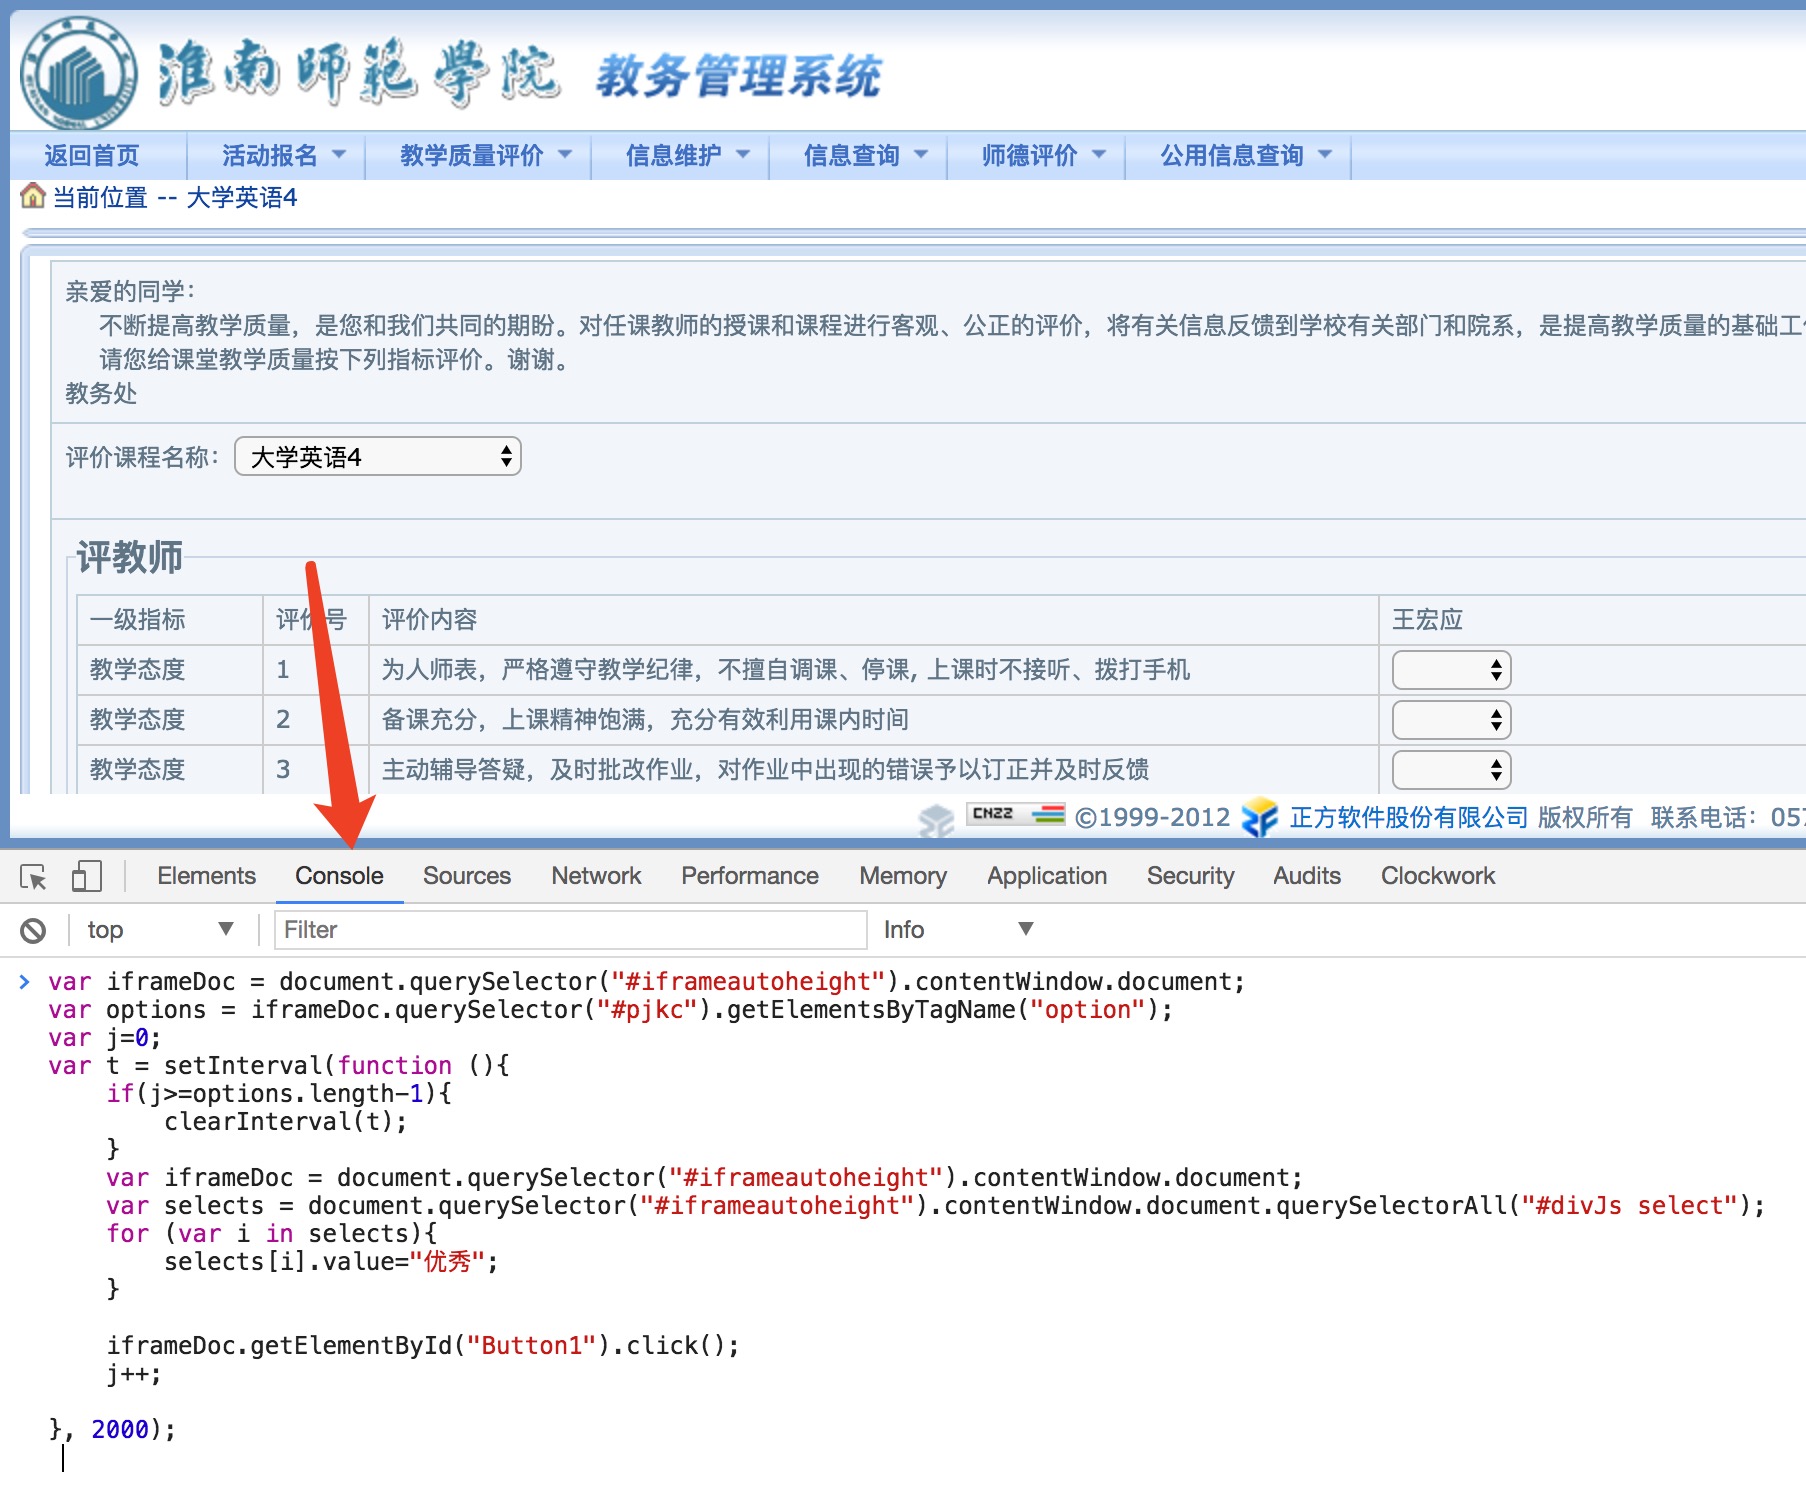 淮南师范学院 教务管理系统
返回首页 活动报名 教学质量评价 信息维护 信息查询 师德评价 公用信息查询
当前位置 -- 大学英语4
亲爱的同学：
不断提高教学质量，是您和我们共同的期盼。对任课教师的授课和课程进行客观、公正的评价，将有关信息反馈到学校有关部门和院系，是提高教学质量的基础工
请您给课堂教学质量按下列指标评价。谢谢。
教务处
评价课程名称： 大学英语4
评教师
一级指标 评价号 评价内容 王宏应
教学态度 1 为人师表，严格遵守教学纪律，不擅自调课、停课，上课时不接听、拨打手机
教学态度 2 备课充分，上课精神饱满，充分有效利用课内时间
教学态度 3 主动辅导答疑，及时批改作业，对作业中出现的错误予以订正并及时反馈
CNZZ ©1999-2012 正方软件股份有限公司 版权所有 联系电话：057
Elements Console Sources Network Performance Memory Application Security Audits Clockwork
top Filter Info
> var iframeDoc = document.querySelector("#iframeautoheight").contentWindow.document;
var options = iframeDoc.querySelector("#pjkc").getElementsByTagName("option");
var j=0;
var t = setInterval(function (){
if(j>=options.length-1){
clearInterval(t);
}
var iframeDoc = document.querySelector("#iframeautoheight").contentWindow.document;
var selects = document.querySelector("#iframeautoheight").contentWindow.document.querySelectorAll("#divJs select");
for (var i in selects){
selects[i].value="优秀";
}
iframeDoc.getElementById("Button1").click();
j++;
}, 2000);